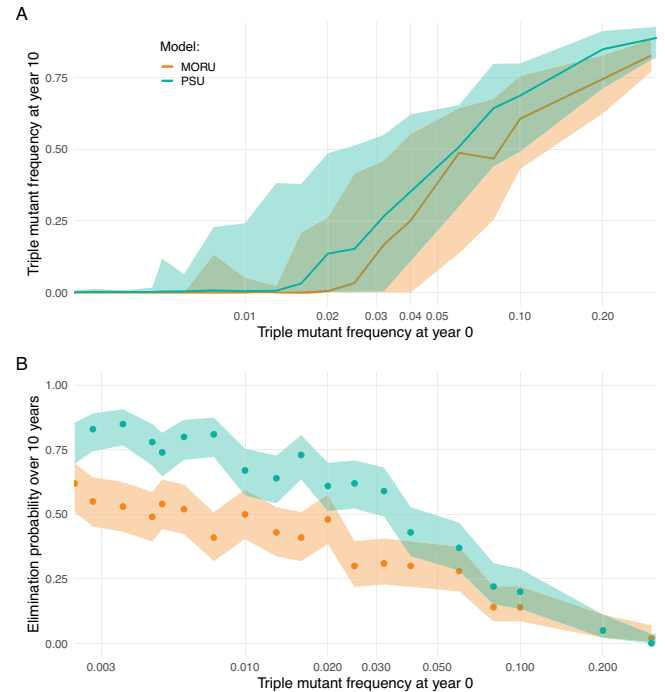 A
Model:
MORU
PSU
Triple mutant frequency at year 10
0.75
0.50
0.25
0.00
0.01
0.02
0.03
0.04
0.05
0.10
0.20
Triple mutant frequency at year 0
B
Elimination probability over 10 years
1.00
0.75
0.50
0.25
0.00
0.003
0.010
0.020
0.030
0.050
0.100
0.200
Triple mutant frequency at year 0